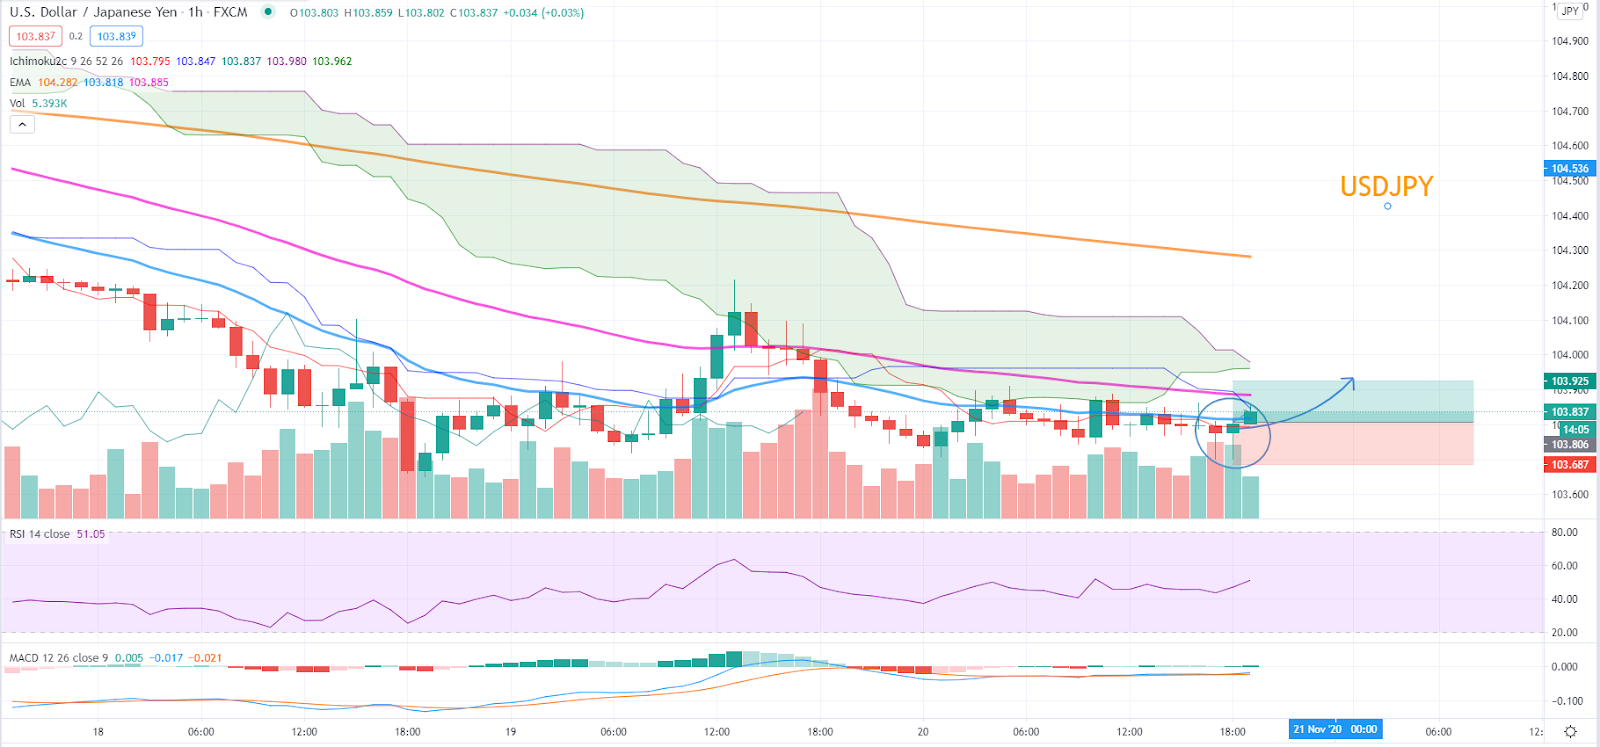 U.S. Dollar / Japanese Yen · 1h · FXCM O103.803 H103.859 L103.802 C103.837 +0.034 (+0.03%)
103.837 0.2 103.839
Ichimoku2c 9 26 52 26 103.795 103.847 103.837 103.980 103.962
EMA 104.282 103.818 103.885
Vol 5.393K
USDJPY
JPY
104.900
104.800
104.700
104.600
104.536
104.500
104.400
104.300
104.200
104.100
104.000
103.925
103.837
14:05
103.806
103.687
103.600
RSI 14 close 51.05
80.00
60.00
40.00
20.00
MACD 12 26 close 9 0.005 −0.017 −0.021
0.000
−0.100
18 06:00 12:00 18:00 19 06:00 12:00 18:00 20 06:00 12:00 18:00 21 Nov '20 00:00 06:00 12: